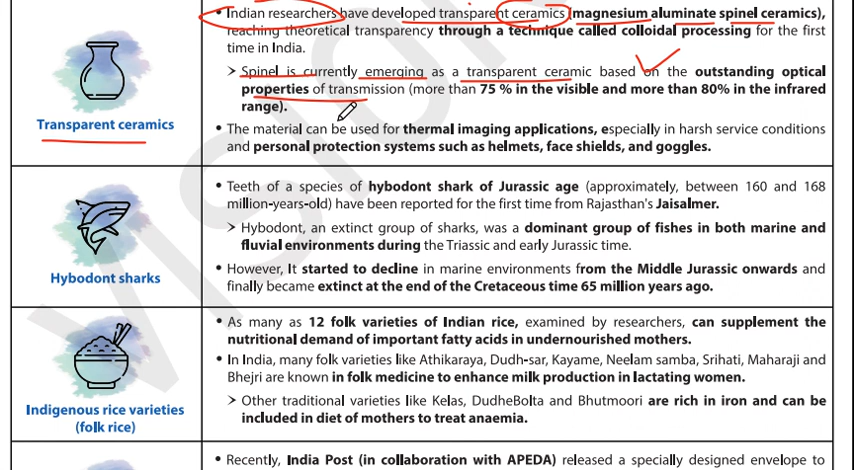 • Indian researchers have developed transparent ceramics (magnesium aluminate spinel ceramics),
reaching theoretical transparency through a technique called colloidal processing for the first
time in India.
➢ Spinel is currently emerging as a transparent ceramic based on the outstanding optical
properties of transmission (more than 75 % in the visible and more than 80% in the infrared
range).
Transparent ceramics
• The material can be used for thermal imaging applications, especially in harsh service conditions
and personal protection systems such as helmets, face shields, and goggles.
• Teeth of a species of hybodont shark of Jurassic age (approximately, between 160 and 168
million-years-old) have been reported for the first time from Rajasthan's Jaisalmer.
➢ Hybodont, an extinct group of sharks, was a dominant group of fishes in both marine and
fluvial environments during the Triassic and early Jurassic time.
Hybodont sharks
• However, It started to decline in marine environments from the Middle Jurassic onwards and
finally became extinct at the end of the Cretaceous time 65 million years ago.
• As many as 12 folk varieties of Indian rice, examined by researchers, can supplement the
nutritional demand of important fatty acids in undernourished mothers.
• In India, many folk varieties like Athikaraya, Dudh-sar, Kayame, Neelam samba, Srihati, Maharaji and
Bhejri are known in folk medicine to enhance milk production in lactating women.
Indigenous rice varieties
(folk rice)
➢ Other traditional varieties like Kelas, DudheBolta and Bhutmoori are rich in iron and can be
included in diet of mothers to treat anaemia.
• Recently, India Post (in collaboration with APEDA) released a specially designed envelope to
VISION